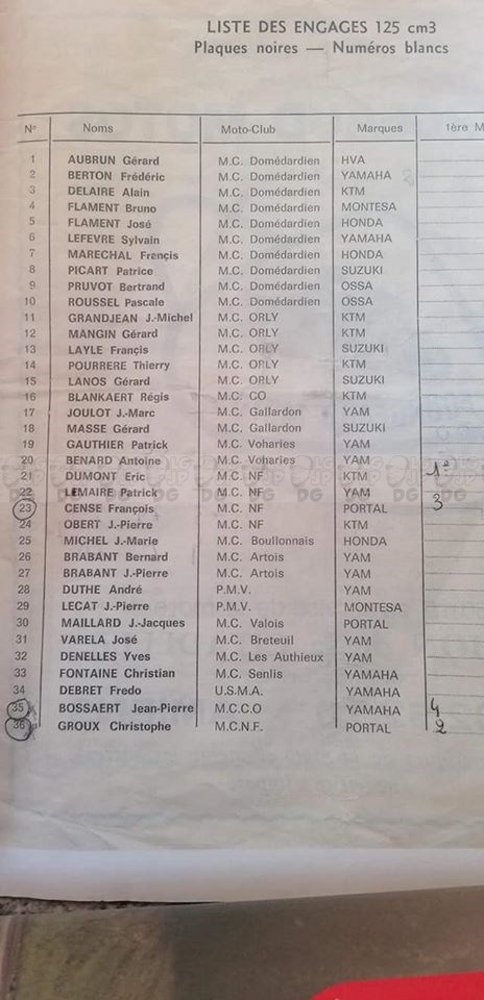 LISTE DES ENGAGES 125 cm3
Plaques noires — Numéros blancs
N° Noms Moto-Club Marques 1ère M
1 AUBRUN Gérard M.C. Domédardien HVA
2 BERTON Frédéric M.C. Domédardien YAMAHA
3 DELAIRE Alain M.C. Domédardien KTM
4 FLAMENT Bruno M.C. Domédardien MONTESA
5 FLAMENT José M.C. Domédardien HONDA
6 LEFEVRE Sylvain M.C. Domédardien YAMAHA
7 MARECHAL Frençis M.C. Domédardien HONDA
8 PICART Patrice M.C. Domédardien SUZUKI
9 PRUVOT Bertrand M.C. Domédardien OSSA
10 ROUSSEL Pascale M.C. Domédardien OSSA
11 GRANDJEAN J.-Michel M.C. ORLY KTM
12 MANGIN Gérard M.C. ORLY KTM
13 LAYLE Françis M.C. ORLY SUZUKI
14 POURRERE Thierry M.C. ORLY KTM
15 LANOS Gérard M.C. ORLY SUZUKI
16 BLANKAERT Régis M.C. CO KTM
17 JOULOT J.-Marc M.C. Gallardon YAM
18 MASSE Gérard M.C. Gallardon SUZUKI
19 GAUTHIER Patrick M.C. Voharies YAM
20 BENARD Antoine M.C. Voharies YAM
21 DUMONT Eric M.C. NF KTM 1e
22 LEMAIRE Patrick M.C. NF YAM
23 CENSE François M.C. NF PORTAL 3
24 OBERT J.-Pierre M.C. NF KTM
25 MICHEL J.-Marie M.C. Boullonnais HONDA
26 BRABANT Bernard M.C. Artois YAM
27 BRABANT J.-Pierre M.C. Artois YAM
28 DUTHE André P.M.V. YAM
29 LECAT J.-Pierre P.M.V. MONTESA
30 MAILLARD J.-Jacques M.C. Valois PORTAL
31 VARELA José M.C. Breteuil YAM
32 DENELLES Yves M.C. Les Authieux YAM
33 FONTAINE Christian M.C. Senlis YAMAHA
34 DEBRET Fredo U.S.M.A. YAMAHA
35 BOSSAERT Jean-Pierre M.C.C.O YAMAHA 4
36 GROUX Christophe M.C.N.F. PORTAL 2